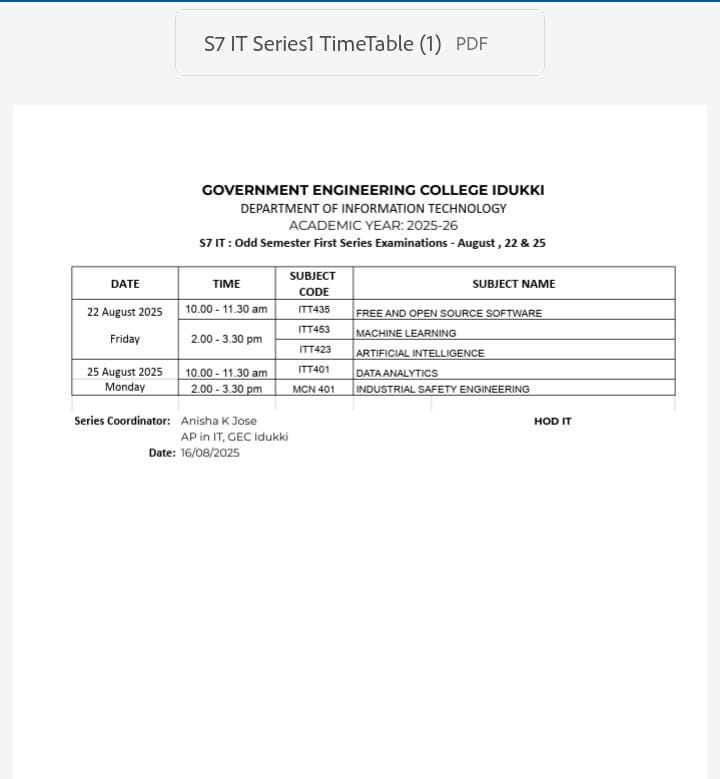 S7 IT Series1 TimeTable (1) PDF
GOVERNMENT ENGINEERING COLLEGE IDUKKI
DEPARTMENT OF INFORMATION TECHNOLOGY
ACADEMIC YEAR: 2025-26
S7 IT : Odd Semester First Series Examinations - August , 22 & 25
DATE TIME SUBJECT CODE SUBJECT NAME
22 August 2025 10.00 - 11.30 am ITT435 FREE AND OPEN SOURCE SOFTWARE
Friday 2.00 - 3.30 pm ITT453 MACHINE LEARNING
ITT423 ARTIFICIAL INTELLIGENCE
25 August 2025 10.00 - 11.30 am ITT401 DATA ANALYTICS
Monday 2.00 - 3.30 pm MCN 401 INDUSTRIAL SAFETY ENGINEERING
Series Coordinator: Anisha K Jose HOD IT
AP in IT, GEC Idukki
Date: 16/08/2025